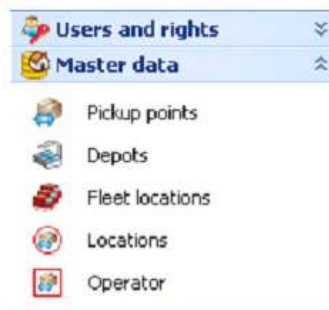 Users and rights
Master data
Pickup points
Depots
Fleet locations
Locations
Operator